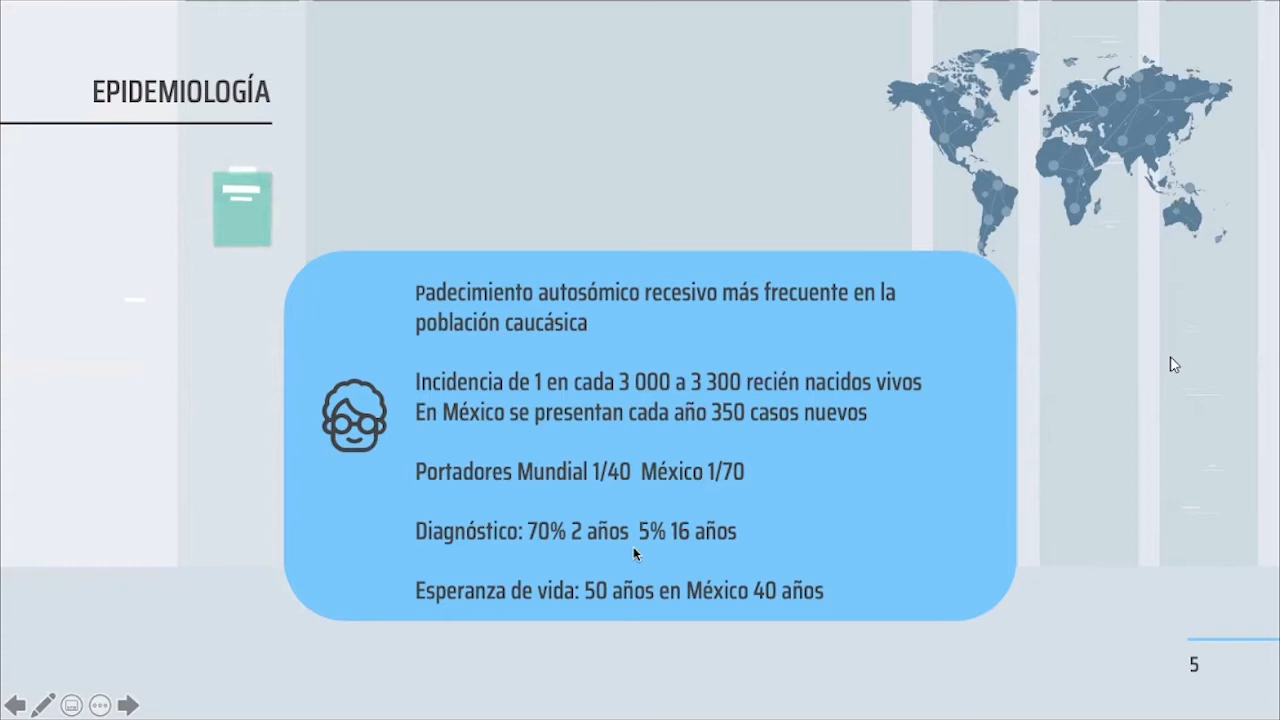 EPIDEMIOLOGÍA
Padecimiento autosómico recesivo más frecuente en la
población caucásica
Incidencia de 1 en cada 3 000 a 3 300 recién nacidos vivos
En México se presentan cada año 350 casos nuevos
Portadores Mundial 1/40  México 1/70
Diagnóstico: 70% 2 años  5% 16 años
Esperanza de vida: 50 años en México 40 años
5